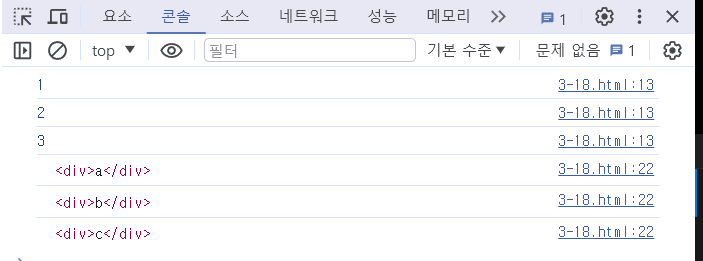 요소 콘솔 소스 네트워크 성능 메모리 1
top 필터 기본 수준 문제 없음 1
1 3-18.html:13
2 3-18.html:13
3 3-18.html:13
<div>a</div> 3-18.html:22
<div>b</div> 3-18.html:22
<div>c</div> 3-18.html:22